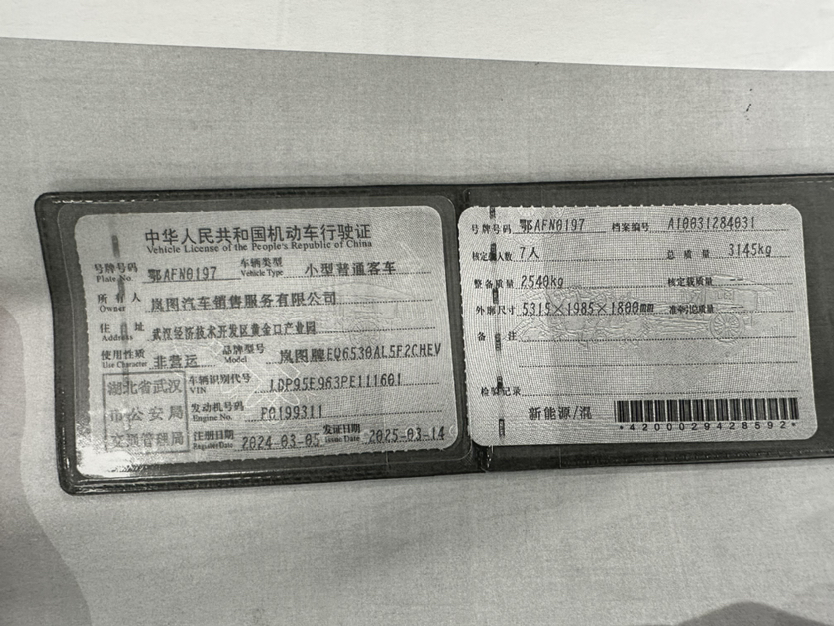 中华人民共和国机动车行驶证
Vehicle License of the People's Republic of China
号牌号码 鄂AFN0197 车辆类型 小型普通客车
Plate No. Vehicle Type
所有人 岚图汽车销售服务有限公司
Owner
住址 武汉经济技术开发区黄金口产业园
Address
使用性质 非营运 品牌型号 岚图牌EQ6530AL5F2CHEV
Use Character Model
湖北省武汉
市公安局
交通管理局
车辆识别代号 LDP95E963PE111601
VIN
发动机号码 F0199311
Engine No.
注册日期 2024-03-05 发证日期 2025-03-14
Register Date Issue Date
号牌号码 鄂AFN0197 档案编号 A10031284031
核定载人数 7人 总质量 3145kg
整备质量 2540kg 核定载质量 --
外廓尺寸 5315×1985×1800mm 准牵引总质量
备注
检验记录
新能源/混
*4200029428592*